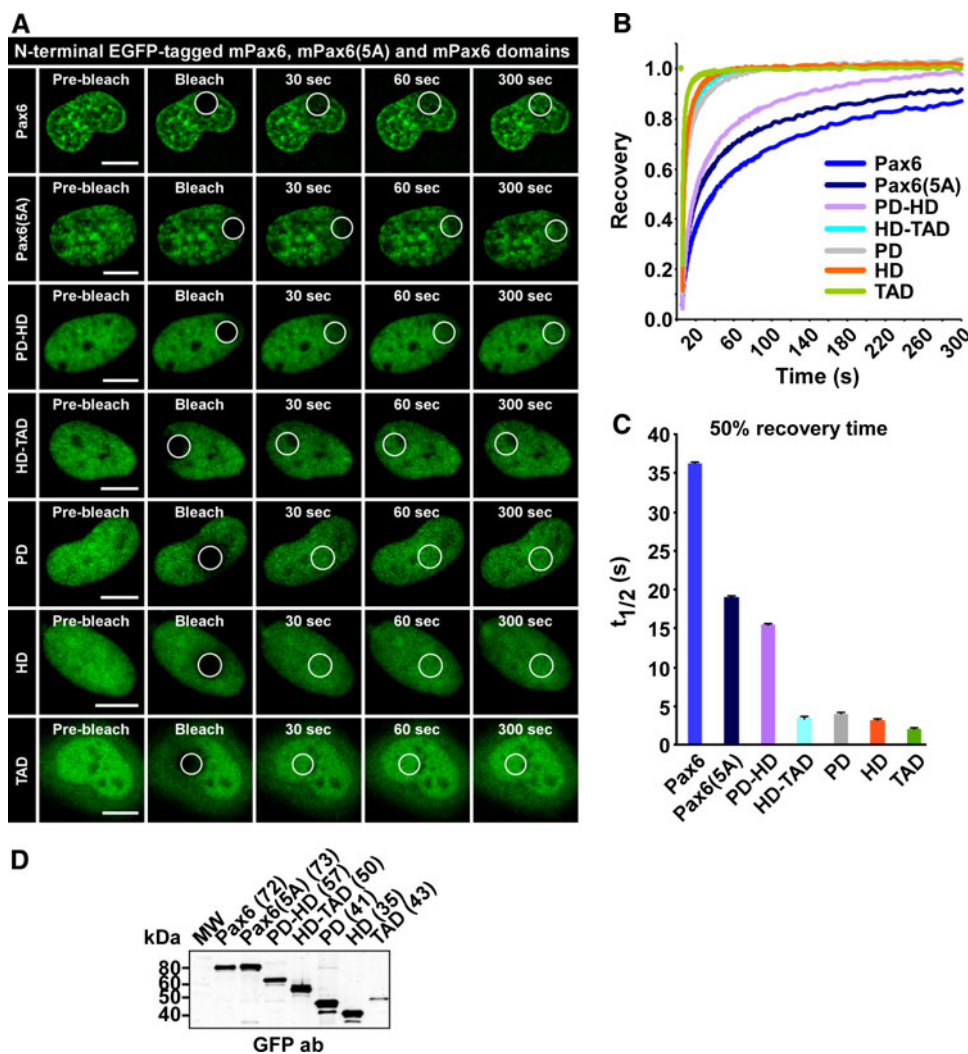 A
N-terminal EGFP-tagged mPax6, mPax6(5A) and mPax6 domains
Pax6
Pre-bleach Bleach 30 sec 60 sec 300 sec
Pax6(5A)
Pre-bleach Bleach 30 sec 60 sec 300 sec
PD-HD
Pre-bleach Bleach 30 sec 60 sec 300 sec
HD-TAD
Pre-bleach Bleach 30 sec 60 sec 300 sec
PD
Pre-bleach Bleach 30 sec 60 sec 300 sec
HD
Pre-bleach Bleach 30 sec 60 sec 300 sec
TAD
Pre-bleach Bleach 30 sec 60 sec 300 sec
B
Recovery
1.0
0.8
0.6
0.4
0.2
0.0
Pax6
Pax6(5A)
PD-HD
HD-TAD
PD
HD
TAD
20 60 100 140 180 220 260 300
Time (s)
C
50% recovery time
t1/2 (s)
40
35
30
25
20
15
10
5
0
Pax6 Pax6(5A) PD-HD HD-TAD PD HD TAD
D
MW Pax6 (72) Pax6(5A) (73) PD-HD (57) HD-TAD (50) PD (41) HD (35) TAD (43)
kDa
80
60
50
40
GFP ab